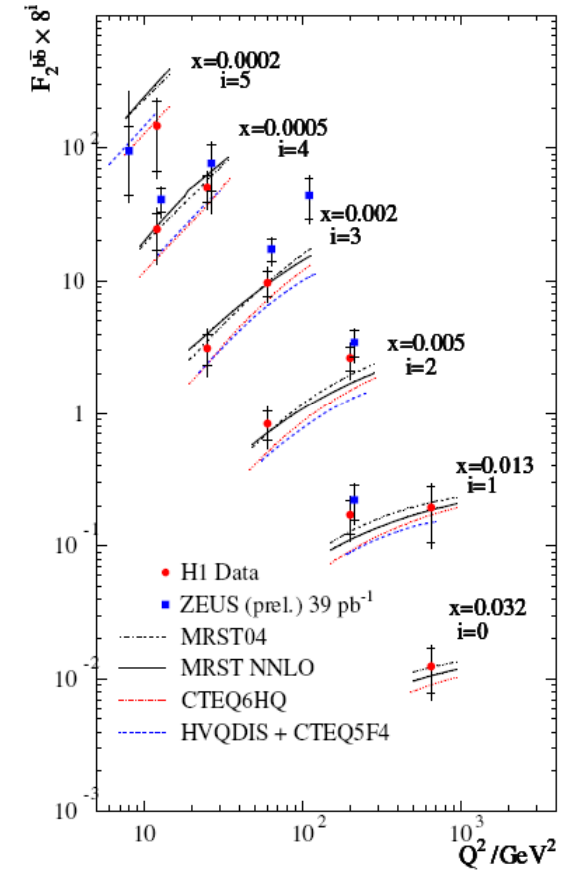 F₂ᵇᵇ̄ × 8ⁱ
x=0.0002
i=5
x=0.0005
i=4
10²
x=0.002
i=3
10
x=0.005
i=2
1
x=0.013
i=1
10⁻¹
H1 Data
ZEUS (prel.) 39 pb⁻¹
x=0.032
i=0
MRST04
MRST NNLO
10⁻²
CTEQ6HQ
HVQDIS + CTEQ5F4
10⁻³
10 10² 10³
Q² /GeV²